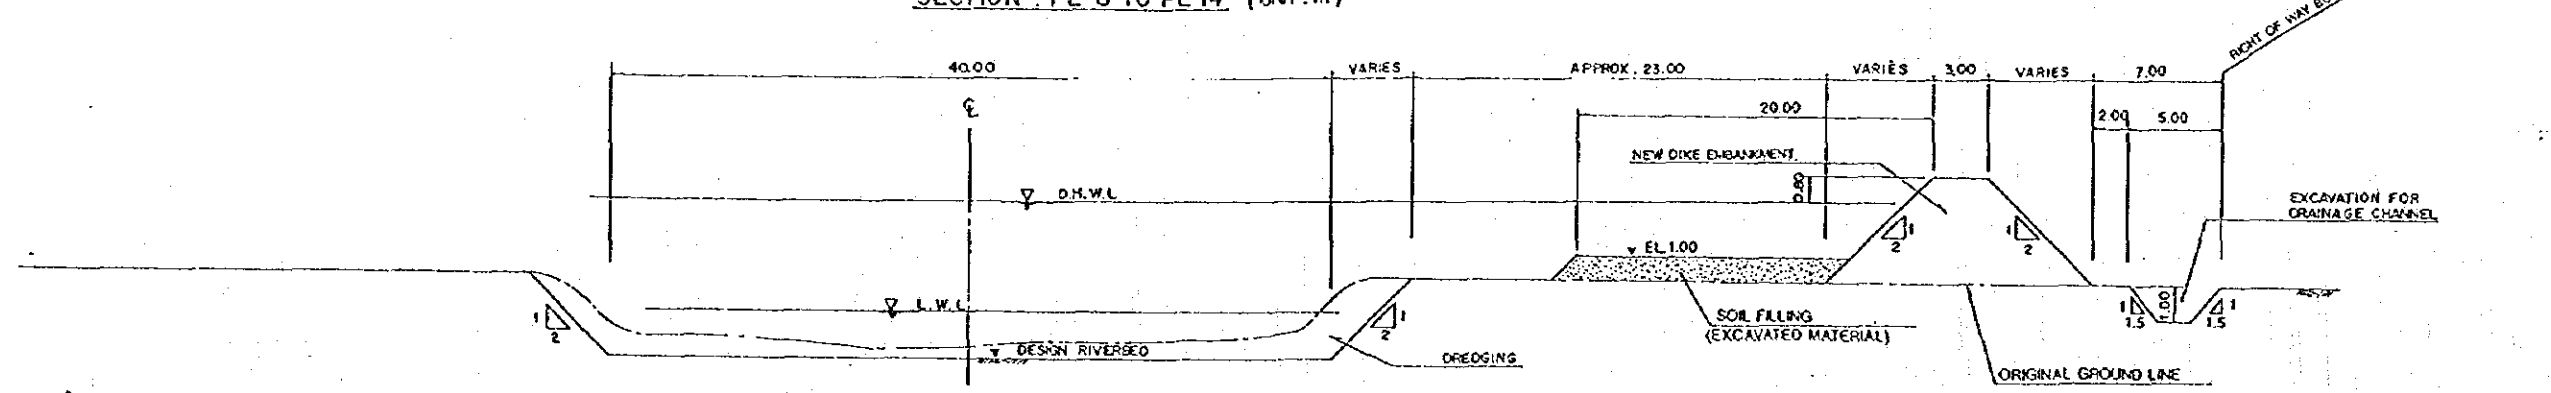 (UNIT:M)
RIGHT OF WAY
40.00
VARIES
APPROX. 23.00
VARIES
3.00
VARIES
7.00
20.00
2.00
5.00
NEW DIKE EMBANKMENT
D.H.W.L
0.80
EXCAVATION FOR
DRAINAGE CHANNEL
1
2
1
2
EL.1.00
L.W.L
1
2
1
2
SOIL FILLING
(EXCAVATED MATERIAL)
1
1.5
1.00
1
1.5
DESIGN RIVERBED
DREDGING
ORIGINAL GROUND LINE